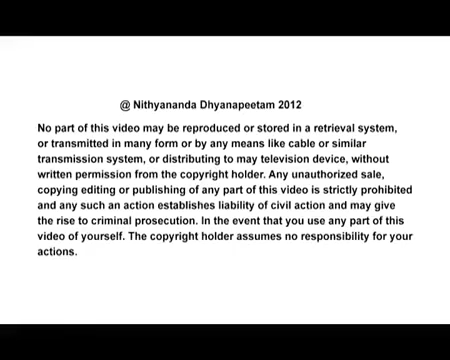 @ Nithyananda Dhyanapeetam 2012
No part of this video may be reproduced or stored in a retrieval system,
or transmitted in many form or by any means like cable or similar
transmission system, or distributing to may television device, without
written permission from the copyright holder. Any unauthorized sale,
copying editing or publishing of any part of this video is strictly prohibited
and any such an action establishes liability of civil action and may give
the rise to criminal prosecution. In the event that you use any part of this
video of yourself. The copyright holder assumes no responsibility for your
actions.